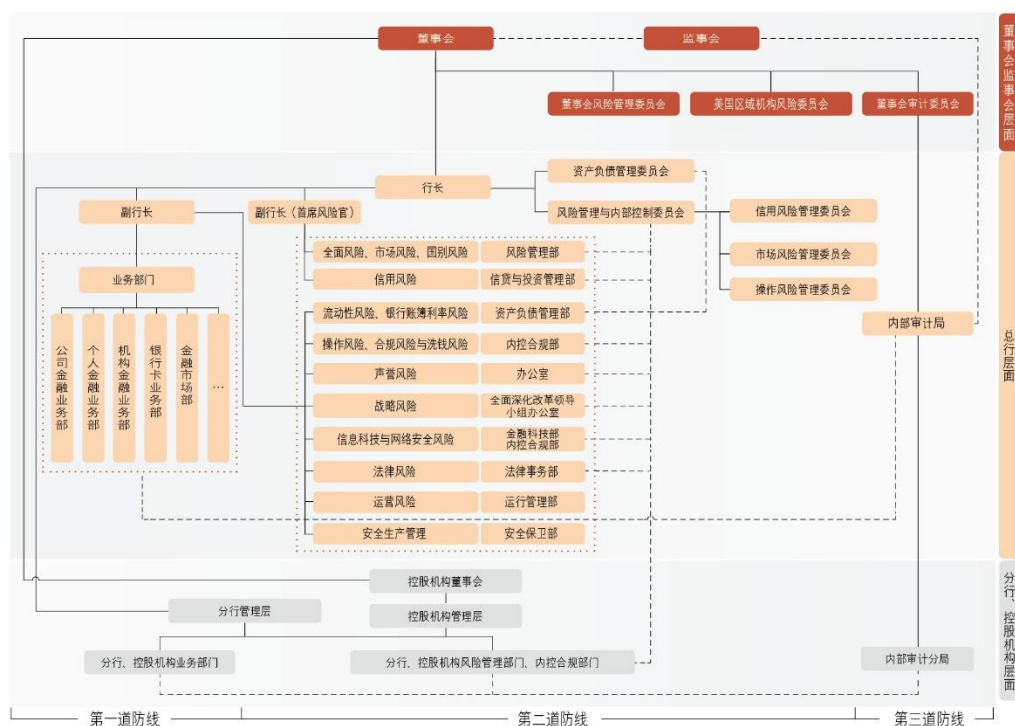 董事会
监事会
董事会风险管理委员会
美国区域机构风险委员会
董事会审计委员会
董事会监事会层面
行长
资产负债管理委员会
副行长
副行长（首席风险官）
风险管理与内部控制委员会
信用风险管理委员会
市场风险管理委员会
操作风险管理委员会
全面风险、市场风险、国别风险
风险管理部
信用风险
信贷与投资管理部
业务部门
流动性风险、银行账簿利率风险
资产负债管理部
内部审计局
操作风险、合规风险与洗钱风险
内控合规部
声誉风险
办公室
战略风险
全面深化改革领导
小组办公室
信息科技与网络安全风险
金融科技部
内控合规部
法律风险
法律事务部
运营风险
运行管理部
安全生产管理
安全保卫部
公司金融业务部
个人金融业务部
机构金融业务部
银行卡业务部
金融市场部
…
总行层面
控股机构董事会
分行管理层
控股机构管理层
分行、控股机构业务部门
分行、控股机构风险管理部门、内控合规部门
内部审计分局
分行、控股机构层面
第一道防线
第二道防线
第三道防线